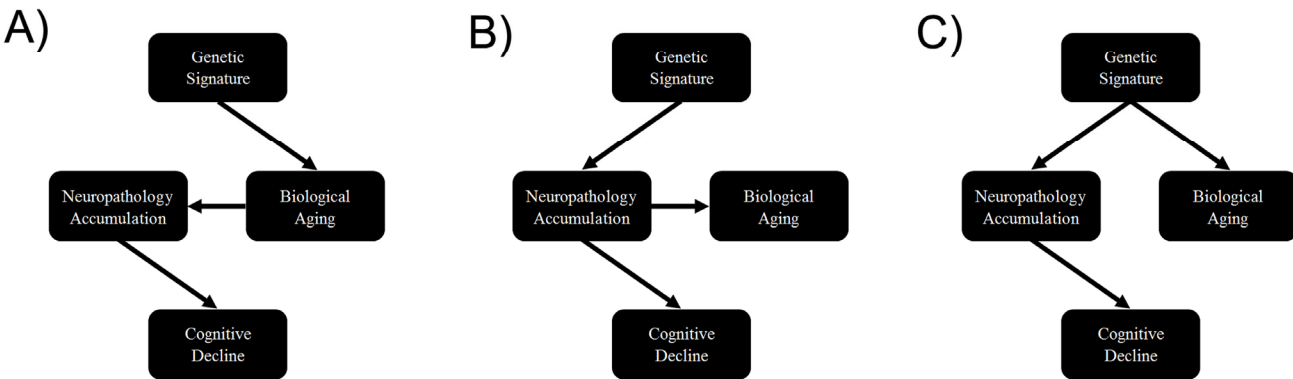 A)
Genetic
Signature
Neuropathology
Accumulation
Biological
Aging
Cognitive
Decline
B)
Genetic
Signature
Neuropathology
Accumulation
Biological
Aging
Cognitive
Decline
C)
Genetic
Signature
Neuropathology
Accumulation
Biological
Aging
Cognitive
Decline